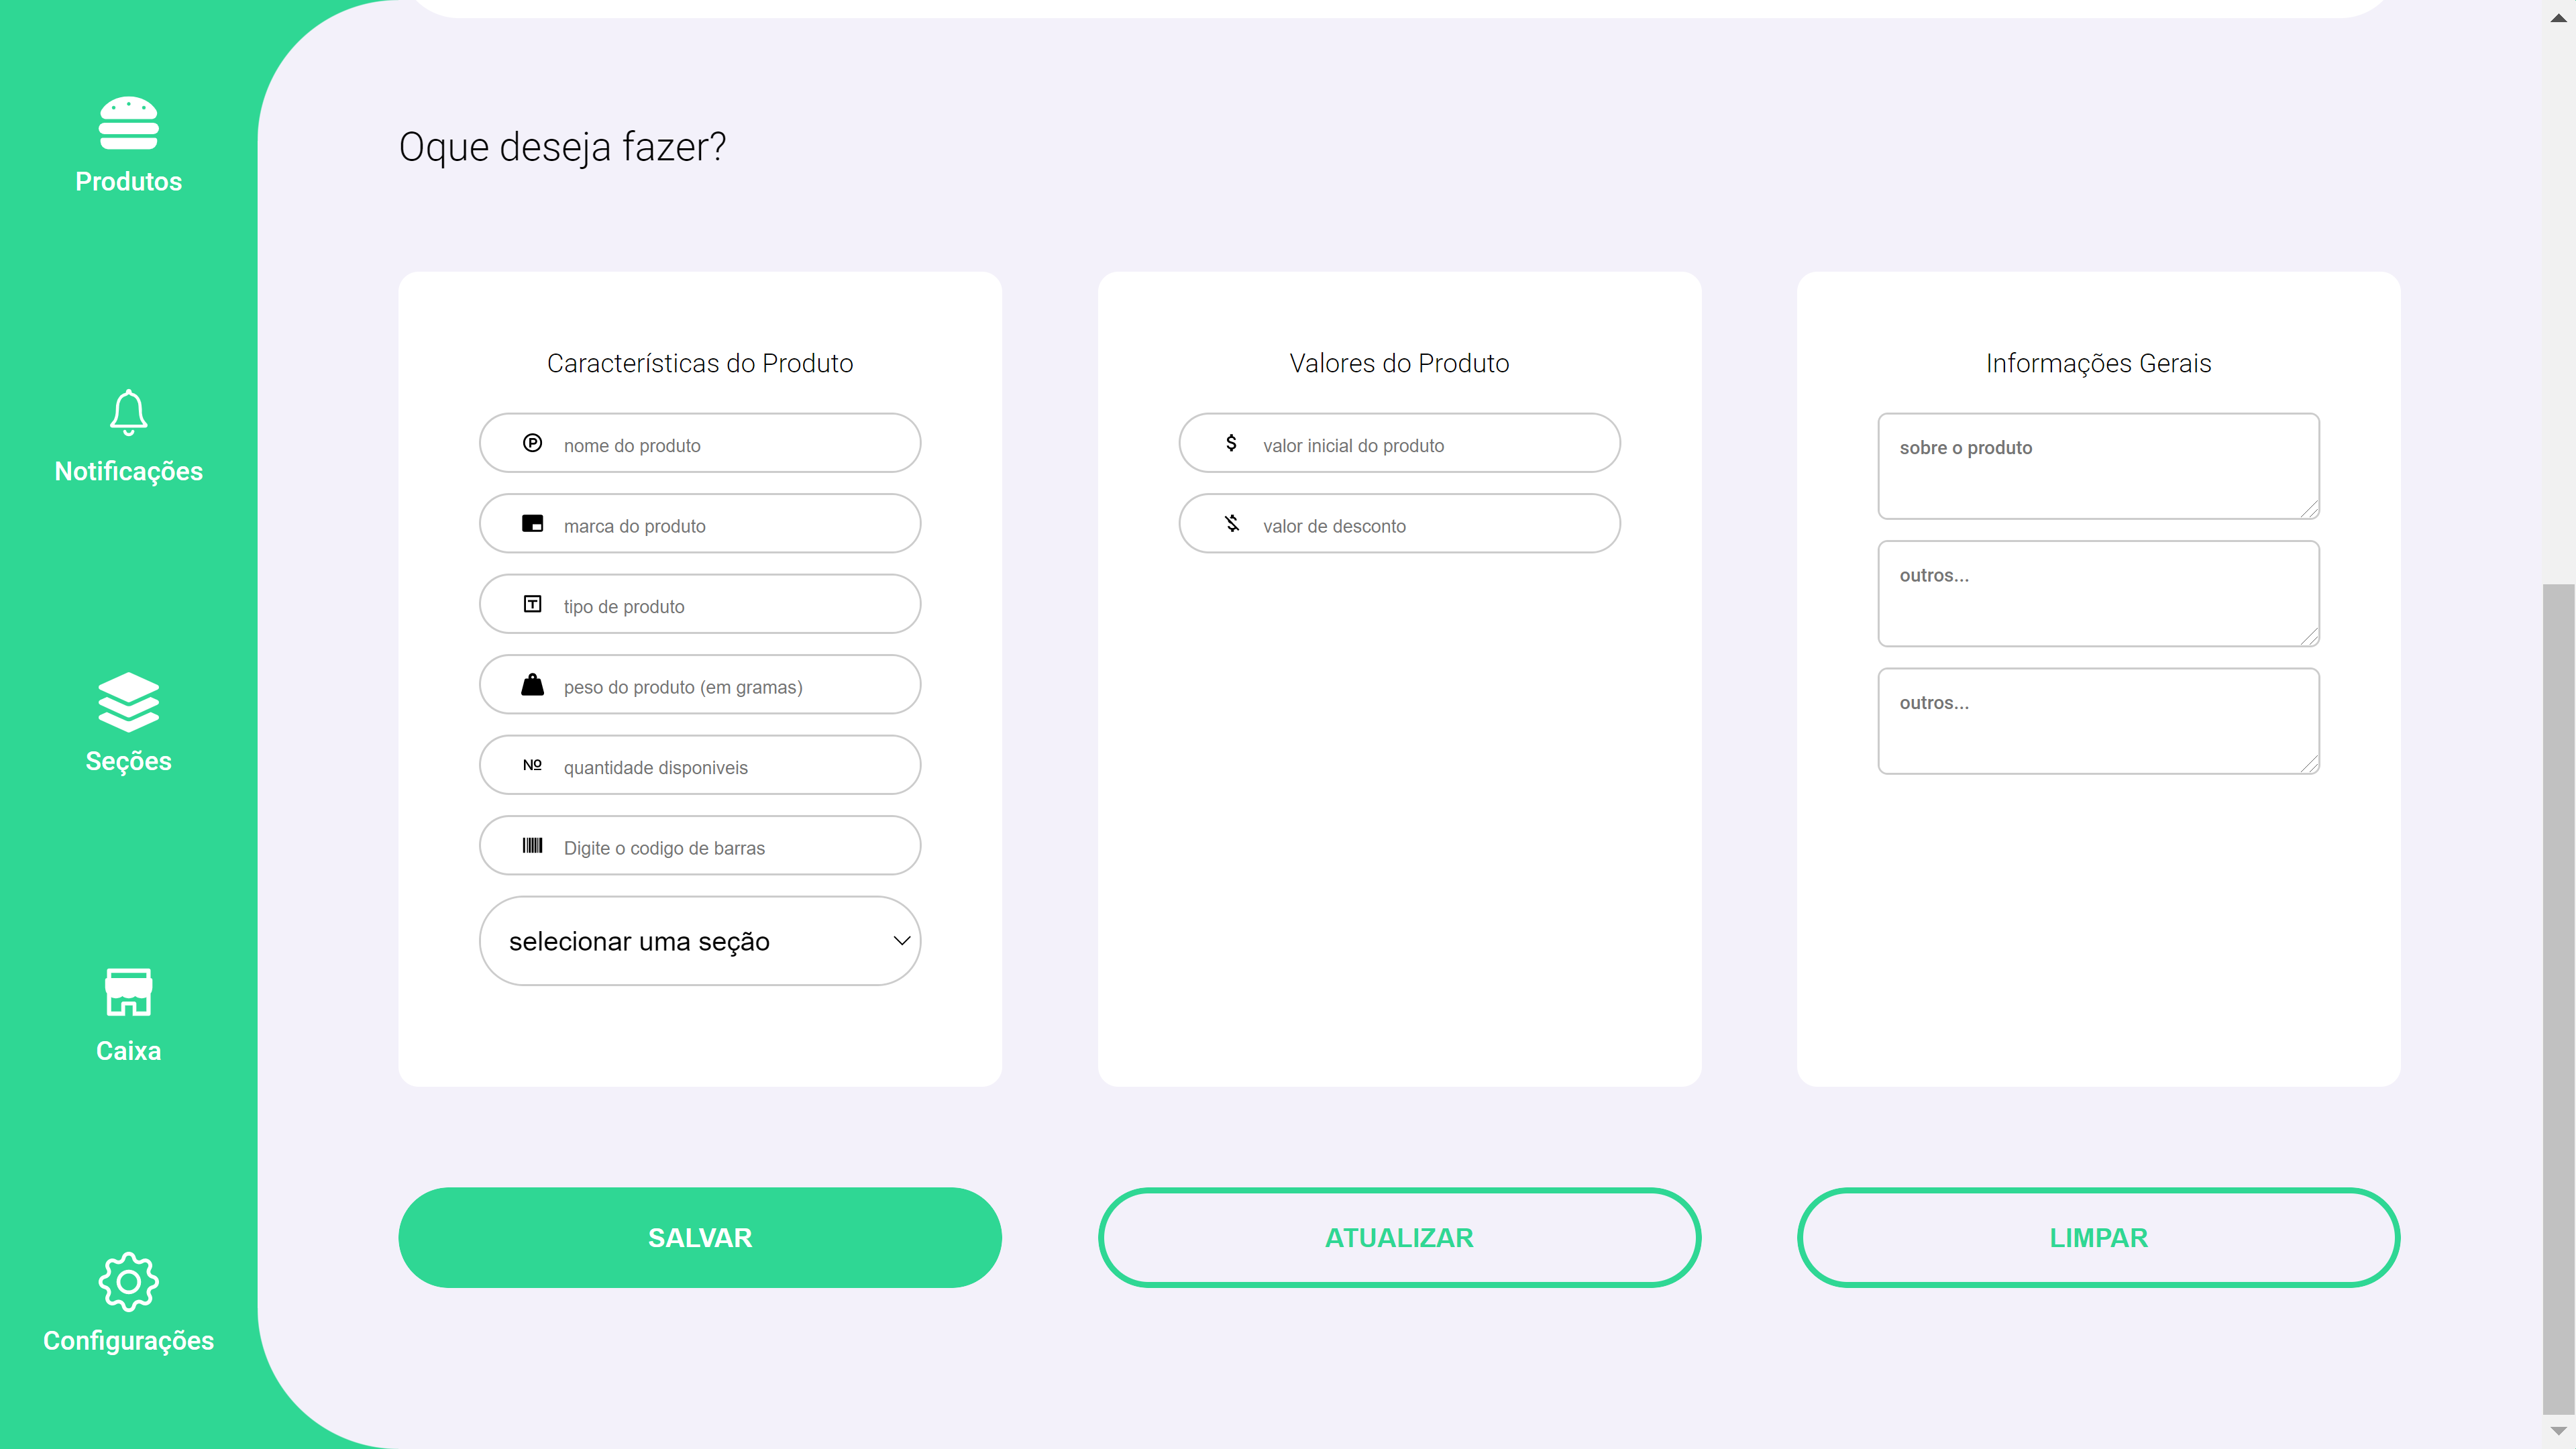 Produtos
Notificações
Seções
Caixa
Configurações
Oque deseja fazer?
Características do Produto
nome do produto
marca do produto
tipo de produto
peso do produto (em gramas)
quantidade disponiveis
Digite o codigo de barras
selecionar uma seção
Valores do Produto
valor inicial do produto
valor de desconto
Informações Gerais
sobre o produto
outros...
outros...
SALVAR
ATUALIZAR
LIMPAR